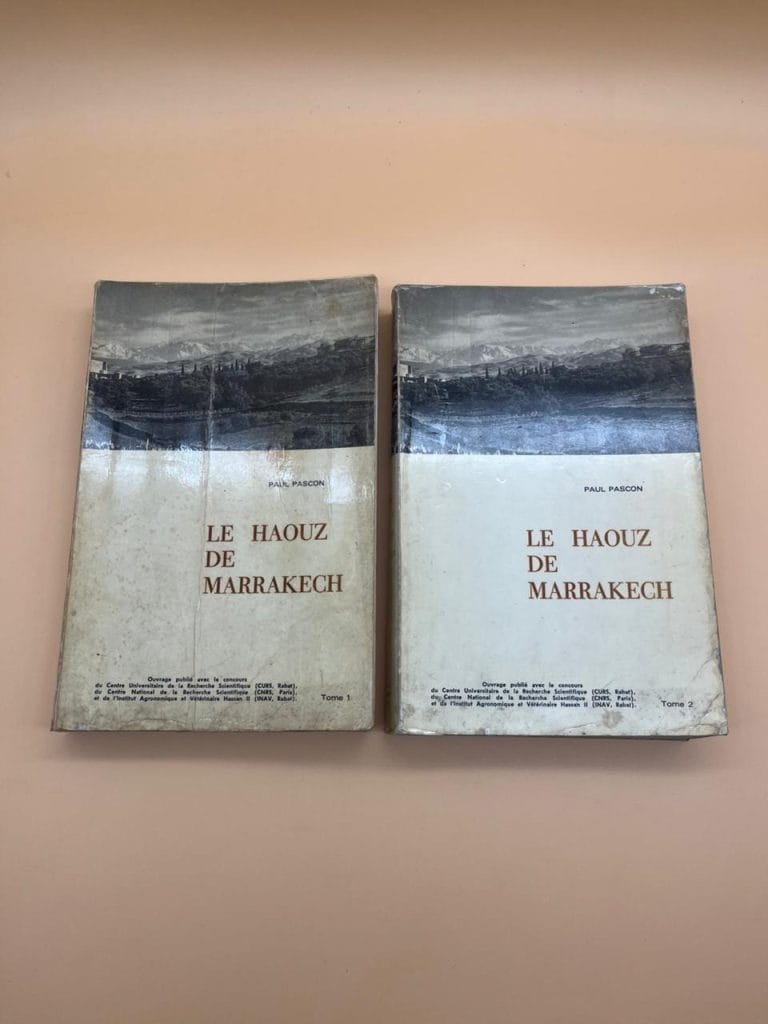 PAUL PASCON
LE HAOUZ
DE
MARRAKECH
Ouvrage publié avec le concours
du Centre Universitaire de la Recherche Scientifique (CURS, Rabat),
du Centre National de la Recherche Scientifique (CNRS, Paris),
et de l'Institut Agronomique et Vétérinaire Hassan II (INAV, Rabat).
Tome 1
PAUL PASCON
LE HAOUZ
DE
MARRAKECH
Ouvrage publié avec le concours
du Centre Universitaire de la Recherche Scientifique (CURS, Rabat),
du Centre National de la Recherche Scientifique (CNRS, Paris),
et de l'Institut Agronomique et Vétérinaire Hassan II (INAV, Rabat).
Tome 2